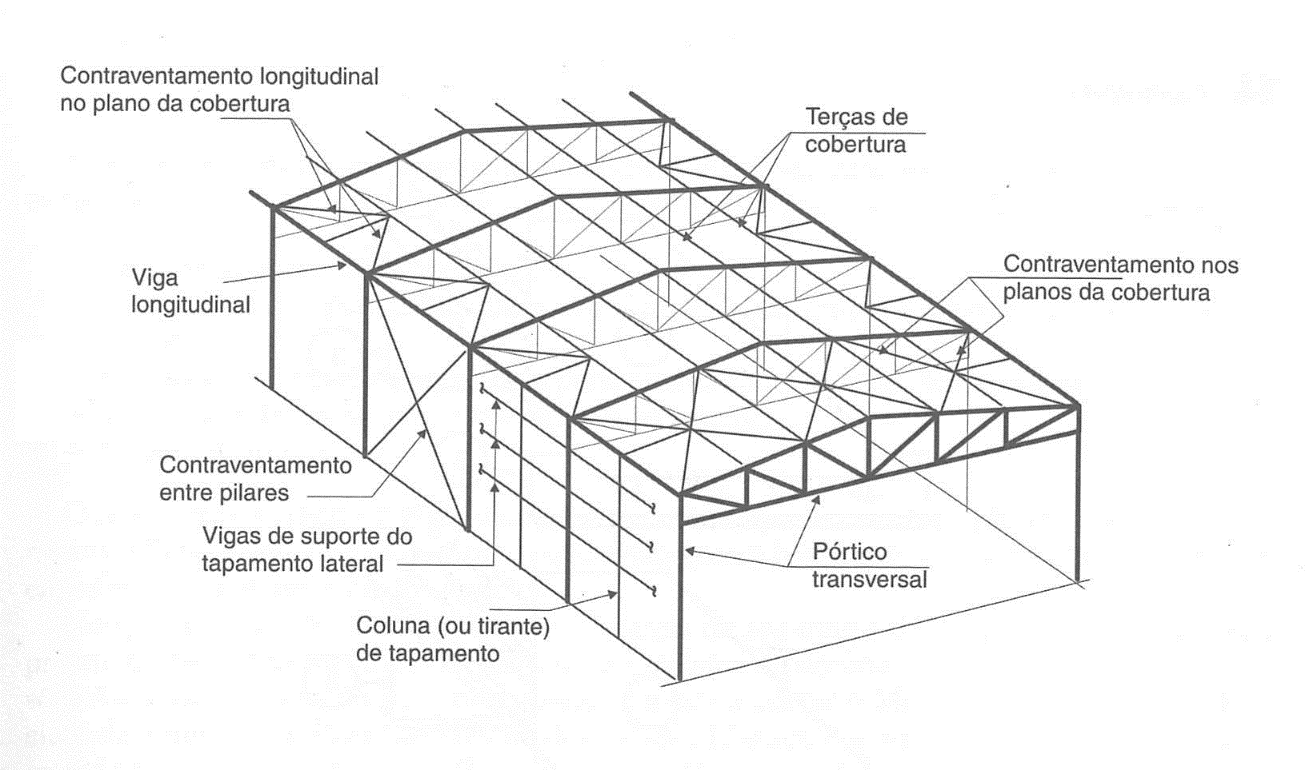 Contraventamento longitudinal
no plano da cobertura
Terças de
cobertura
Contraventamento nos
planos da cobertura
Viga
longitudinal
Contraventamento
entre pilares
Vigas de suporte do
tapamento lateral
Pórtico
transversal
Coluna (ou tirante)
de tapamento